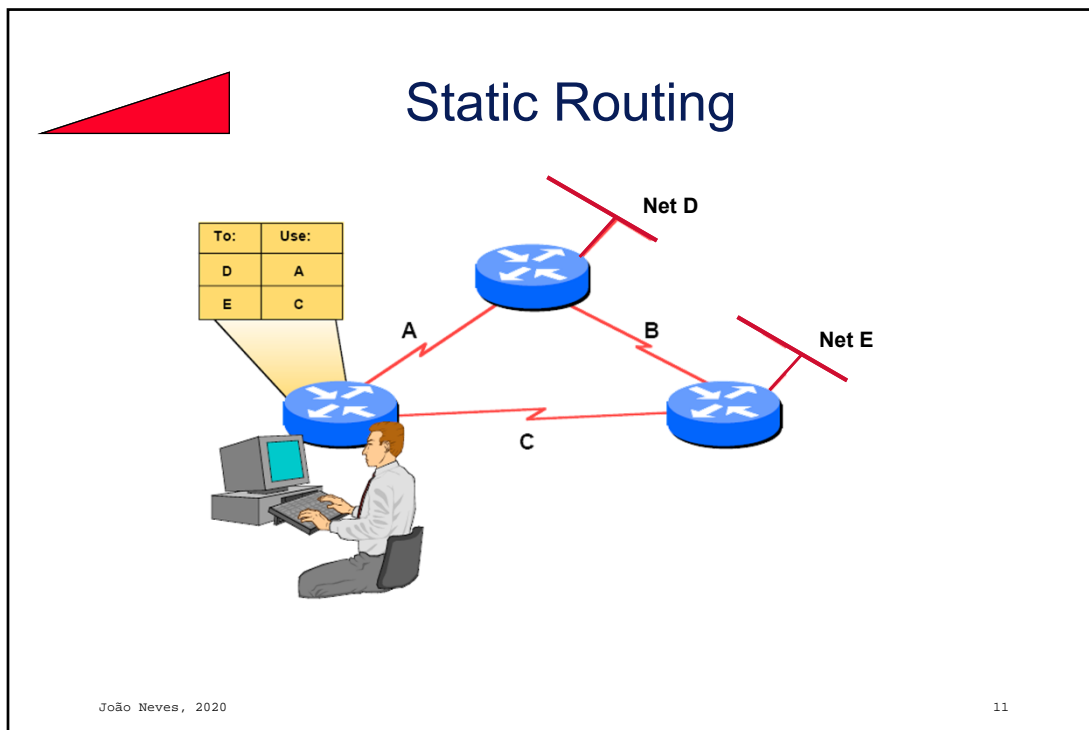 Static Routing
Net D
To: Use:
D A
E C
A
B
Net E
C
João Neves, 2020
11